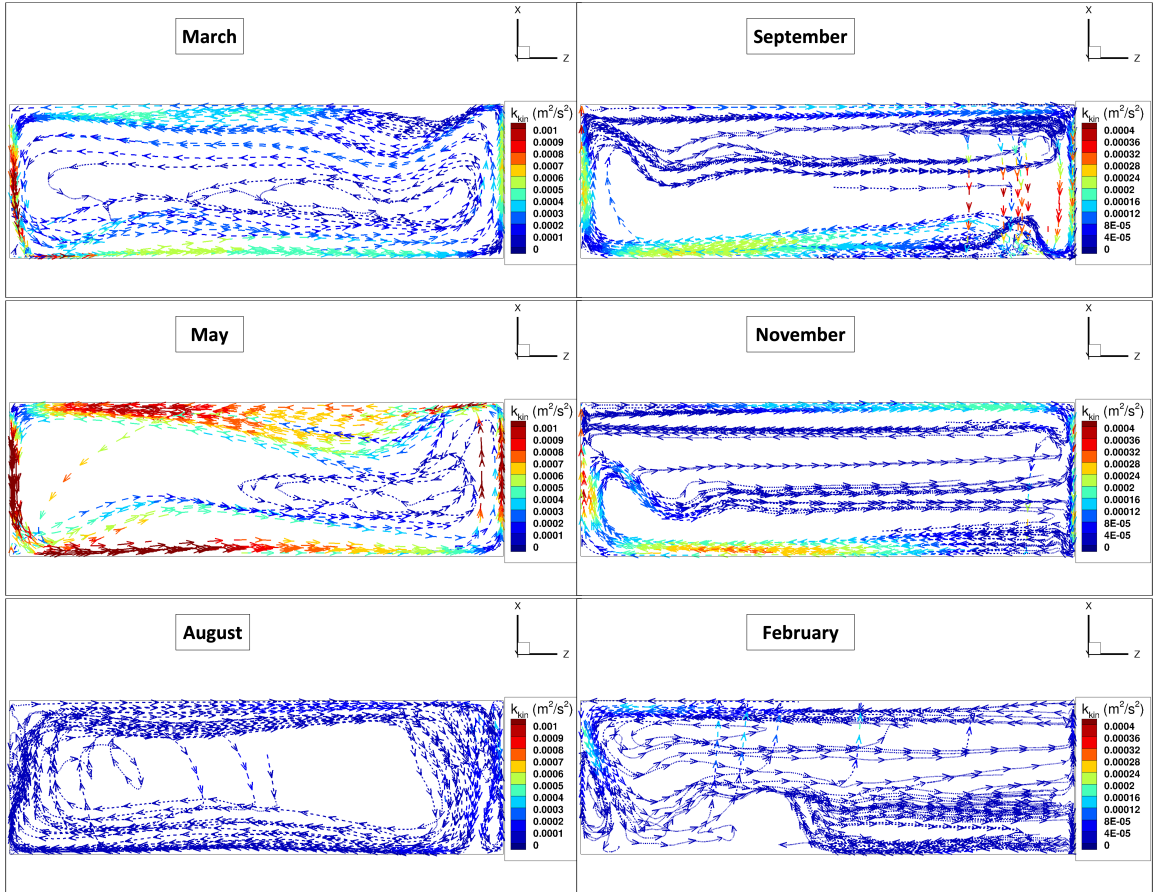 March
X
Z
k_kin (m²/s²)
0.001
0.0009
0.0008
0.0007
0.0006
0.0005
0.0004
0.0003
0.0002
0.0001
0
September
X
Z
k_kin (m²/s²)
0.0004
0.00036
0.00032
0.00028
0.00024
0.0002
0.00016
0.00012
8E-05
4E-05
0
May
X
Z
k_kin (m²/s²)
0.001
0.0009
0.0008
0.0007
0.0006
0.0005
0.0004
0.0003
0.0002
0.0001
0
November
X
Z
k_kin (m²/s²)
0.0004
0.00036
0.00032
0.00028
0.00024
0.0002
0.00016
0.00012
8E-05
4E-05
0
August
X
Z
k_kin (m²/s²)
0.001
0.0009
0.0008
0.0007
0.0006
0.0005
0.0004
0.0003
0.0002
0.0001
0
February
X
Z
k_kin (m²/s²)
0.0004
0.00036
0.00032
0.00028
0.00024
0.0002
0.00016
0.00012
8E-05
4E-05
0